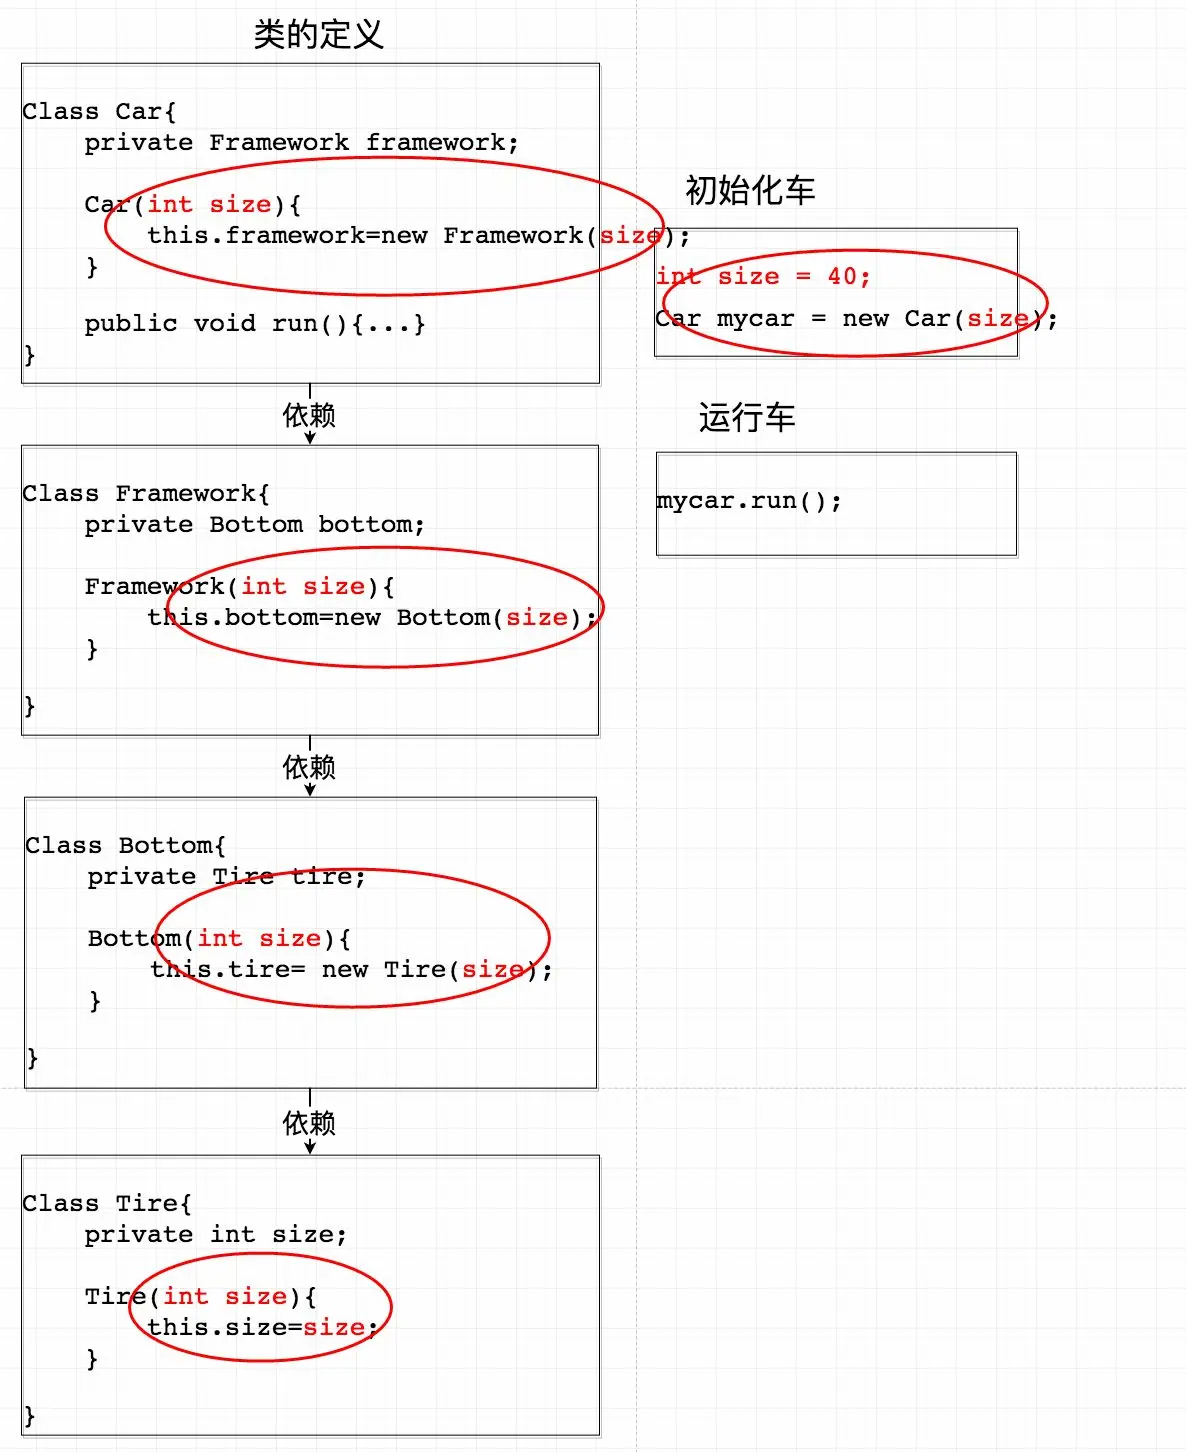 类的定义
Class Car{
    private Framework framework;
    Car(int size){
        this.framework=new Framework(size);
    }
    public void run(){...}
}
依赖
Class Framework{
    private Bottom bottom;
    Framework(int size){
        this.bottom=new Bottom(size);
    }
}
依赖
Class Bottom{
    private Tire tire;
    Bottom(int size){
        this.tire= new Tire(size);
    }
}
依赖
Class Tire{
    private int size;
    Tire(int size){
        this.size=size;
    }
}
初始化车
int size = 40;
Car mycar = new Car(size);
运行车
mycar.run();